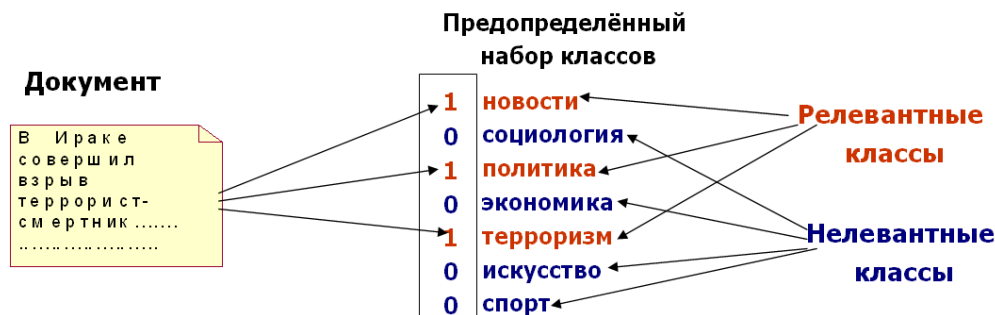 Предопределённый
набор классов
Документ
В Ираке
совершил
взрыв
террорист-
смертник.......
.....................
1 новости
0 социология
1 политика
0 экономика
1 терроризм
0 искусство
0 спорт
Релевантные
классы
Нелевантные
классы